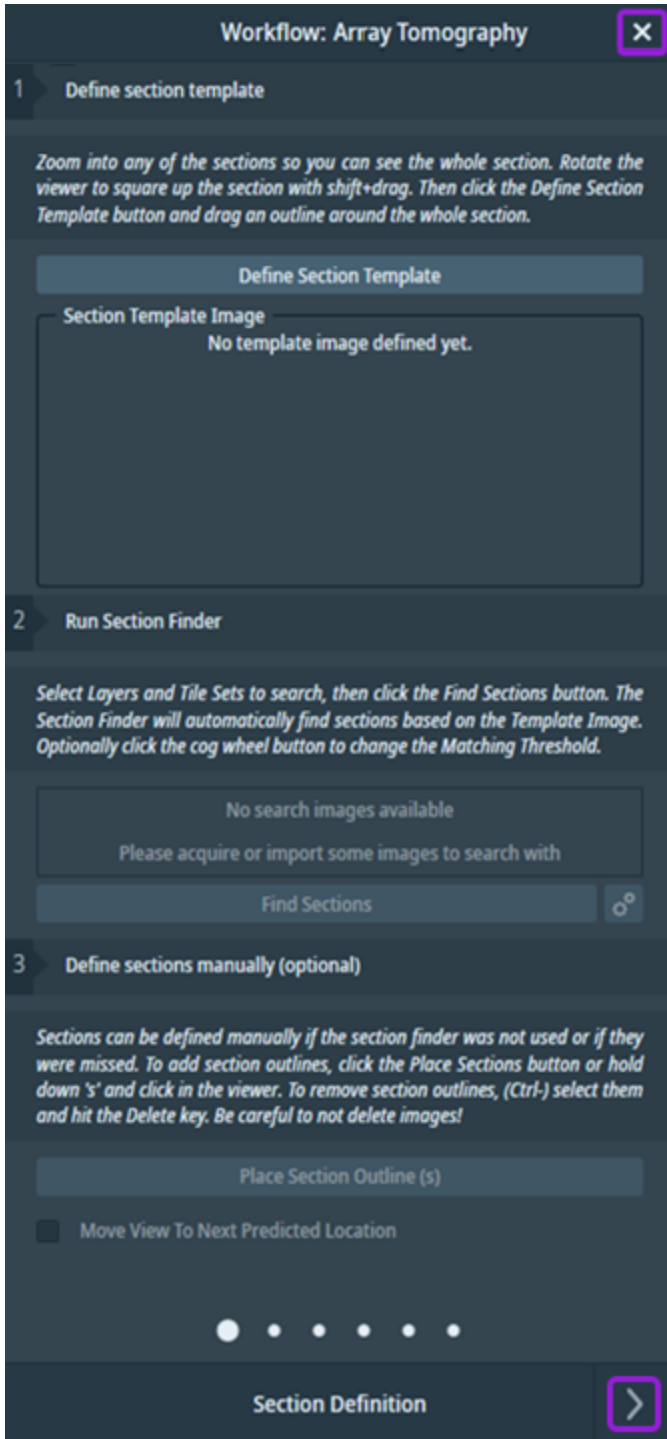 Workflow: Array Tomography
1 Define section template
Zoom into any of the sections so you can see the whole section. Rotate the
viewer to square up the section with shift+drag. Then click the Define Section
Template button and drag an outline around the whole section.
Define Section Template
Section Template Image
No template image defined yet.
2 Run Section Finder
Select Layers and Tile Sets to search, then click the Find Sections button. The
Section Finder will automatically find sections based on the Template Image.
Optionally click the cog wheel button to change the Matching Threshold.
No search images available
Please acquire or import some images to search with
Find Sections
3 Define sections manually (optional)
Sections can be defined manually if the section finder was not used or if they
were missed. To add section outlines, click the Place Sections button or hold
down 's' and click in the viewer. To remove section outlines, (Ctrl-) select them
and hit the Delete key. Be careful to not delete images!
Place Section Outline (s)
Move View To Next Predicted Location
Section Definition